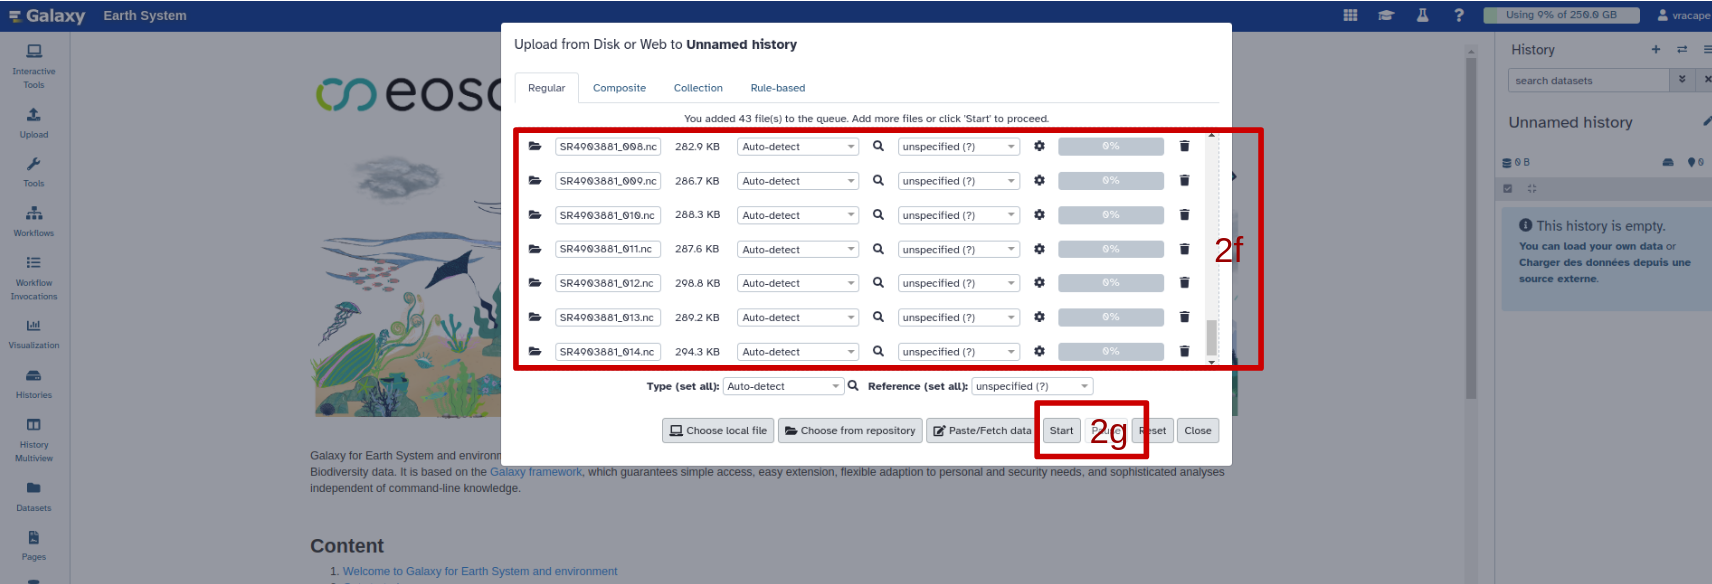 Galaxy Earth System
Using 9% of 250.0 GB
vracape
Interactive
Tools
Upload
Tools
Workflows
Workflow
Invocations
Visualization
Histories
History
Multiview
Datasets
Pages
Upload from Disk or Web to Unnamed history
Regular Composite Collection Rule-based
You added 43 file(s) to the queue. Add more files or click 'Start' to proceed.
SR4903881_008.nc 282.9 KB Auto-detect unspecified (?) 0%
SR4903881_009.nc 286.7 KB Auto-detect unspecified (?) 0%
SR4903881_010.nc 288.3 KB Auto-detect unspecified (?) 0%
SR4903881_011.nc 287.6 KB Auto-detect unspecified (?) 0%
SR4903881_012.nc 298.8 KB Auto-detect unspecified (?) 0%
SR4903881_013.nc 289.2 KB Auto-detect unspecified (?) 0%
SR4903881_014.nc 294.3 KB Auto-detect unspecified (?) 0%
2f
Type (set all): Auto-detect Reference (set all): unspecified (?)
Choose local file Choose from repository Paste/Fetch data Start Reset Close
2g
eosc
Galaxy for Earth System and environ
Biodiversity data. It is based on the Galaxy framework, which guarantees simple access, easy extension, flexible adaption to personal and security needs, and sophisticated analyses
independent of command-line knowledge.
Content
1. Welcome to Galaxy for Earth System and environment
History
search datasets
Unnamed history
0 B
0
This history is empty.
You can load your own data or
Charger des données depuis une
source externe.